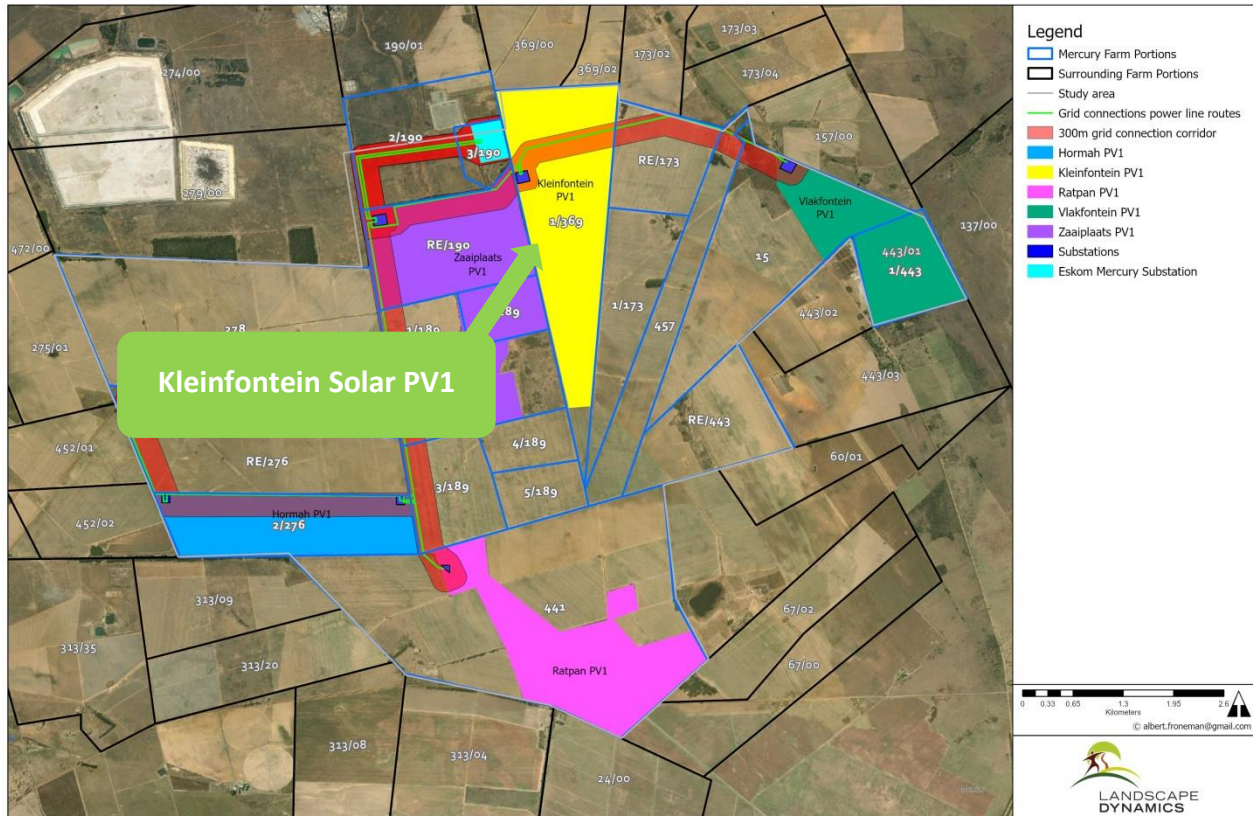 190/01
369/00
369/02
173/02
173/03
173/04
274/00
2/190
3/190
RE/173
157/00
279/00
Kleinfontein
PV1
1/369
Vlakfontein
PV1
137/00
472/00
RE/190
Zaaiplaats
PV1
15
443/01
1/443
278
1/189
1/173
457
443/02
275/01
443/03
Kleinfontein Solar PV1
452/01
RE/276
4/189
RE/443
60/01
3/189
5/189
452/02
Hormah PV1
2/276
313/09
441
67/02
313/35
313/20
67/00
Ratpan PV1
313/08
313/04
24/00
Legend
Mercury Farm Portions
Surrounding Farm Portions
Study area
Grid connections power line routes
300m grid connection corridor
Hormah PV1
Kleinfontein PV1
Ratpan PV1
Vlakfontein PV1
Zaaiplaats PV1
Substations
Eskom Mercury Substation
0 0.33 0.65 1.3 1.95 2.6
Kilometers
© albert.froneman@gmail.com
LANDSCAPE
DYNAMICS